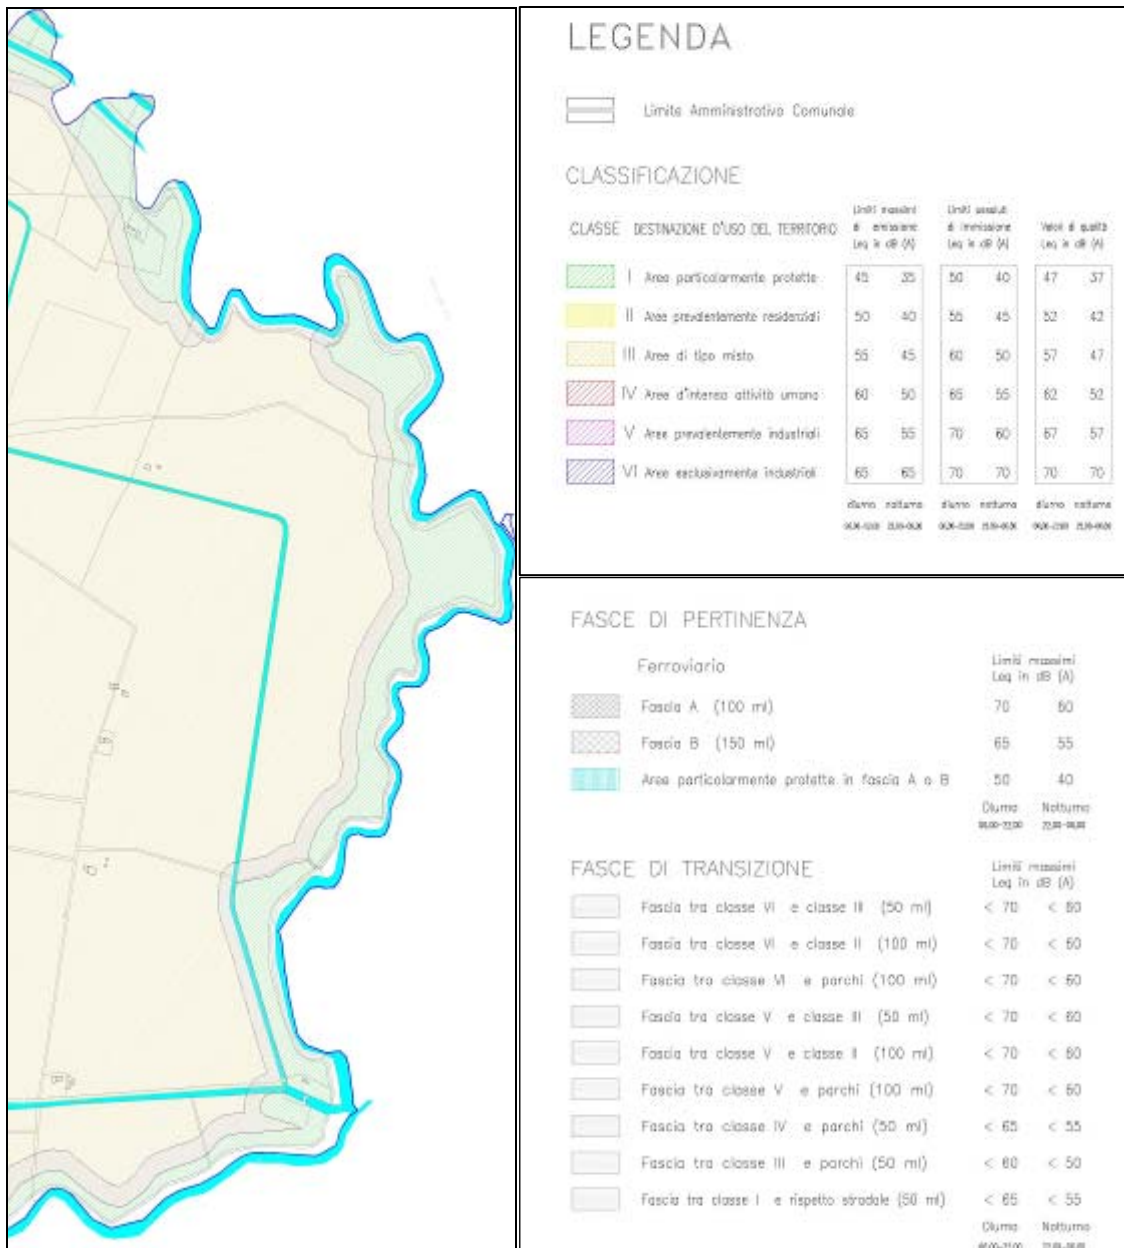 LEGENDA
Limite Amministrativo Comunale
CLASSIFICAZIONE
CLASSE DESTINAZIONE D'USO DEL TERRITORIO
Limiti massimi di emissione Leq in dB (A)
Limiti assoluti di immissione Leq in dB (A)
Valori di qualità Leq in dB (A)
I Aree particolarmente protette 45 35 50 40 47 37
II Aree prevalentemente residenziali 50 40 55 45 52 42
III Aree di tipo misto 55 45 60 50 57 47
IV Aree d'intensa attività umana 60 50 65 55 62 52
V Aree prevalentemente industriali 65 55 70 60 67 57
VI Aree esclusivamente industriali 65 65 70 70 70 70
diurno notturno diurno notturno diurno notturno
FASCE DI PERTINENZA
Ferroviario
Limiti massimi
Leq in dB (A)
Fascia A (100 ml) 70 60
Fascia B (150 ml) 65 55
Aree particolarmente protette in fascia A o B 50 40
Diurno Notturno
FASCE DI TRANSIZIONE
Limiti massimi
Leq in dB (A)
Fascia tra classe VI e classe III (50 ml) < 70 < 60
Fascia tra classe VI e classe II (100 ml) < 70 < 60
Fascia tra classe VI e parchi (100 ml) < 70 < 60
Fascia tra classe V e classe III (50 ml) < 70 < 60
Fascia tra classe V e classe II (100 ml) < 70 < 60
Fascia tra classe V e parchi (100 ml) < 70 < 60
Fascia tra classe IV e parchi (50 ml) < 65 < 55
Fascia tra classe III e parchi (50 ml) < 60 < 50
Fascia tra classe I e rispetto stradale (50 ml) < 65 < 55
Diurno Notturno